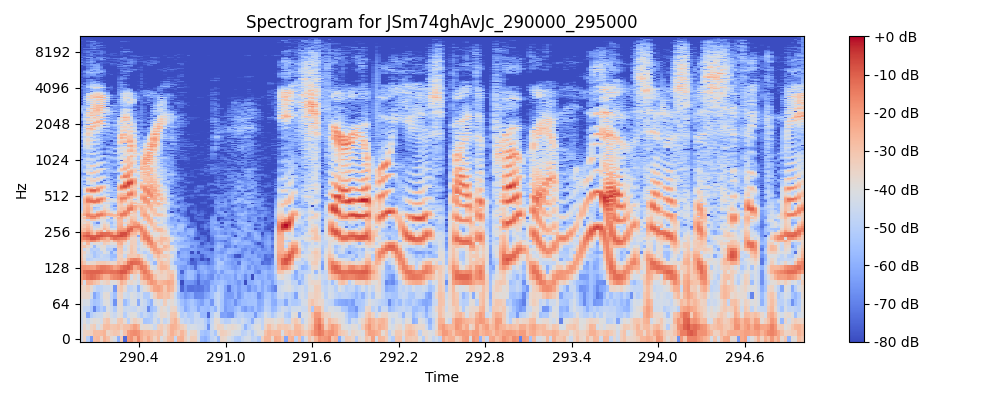 Spectrogram for JSm74ghAvJc_290000_295000
8192
4096
2048
1024
512
256
128
64
0
Hz
290.4 291.0 291.6 292.2 292.8 293.4 294.0 294.6
Time
+0 dB
-10 dB
-20 dB
-30 dB
-40 dB
-50 dB
-60 dB
-70 dB
-80 dB